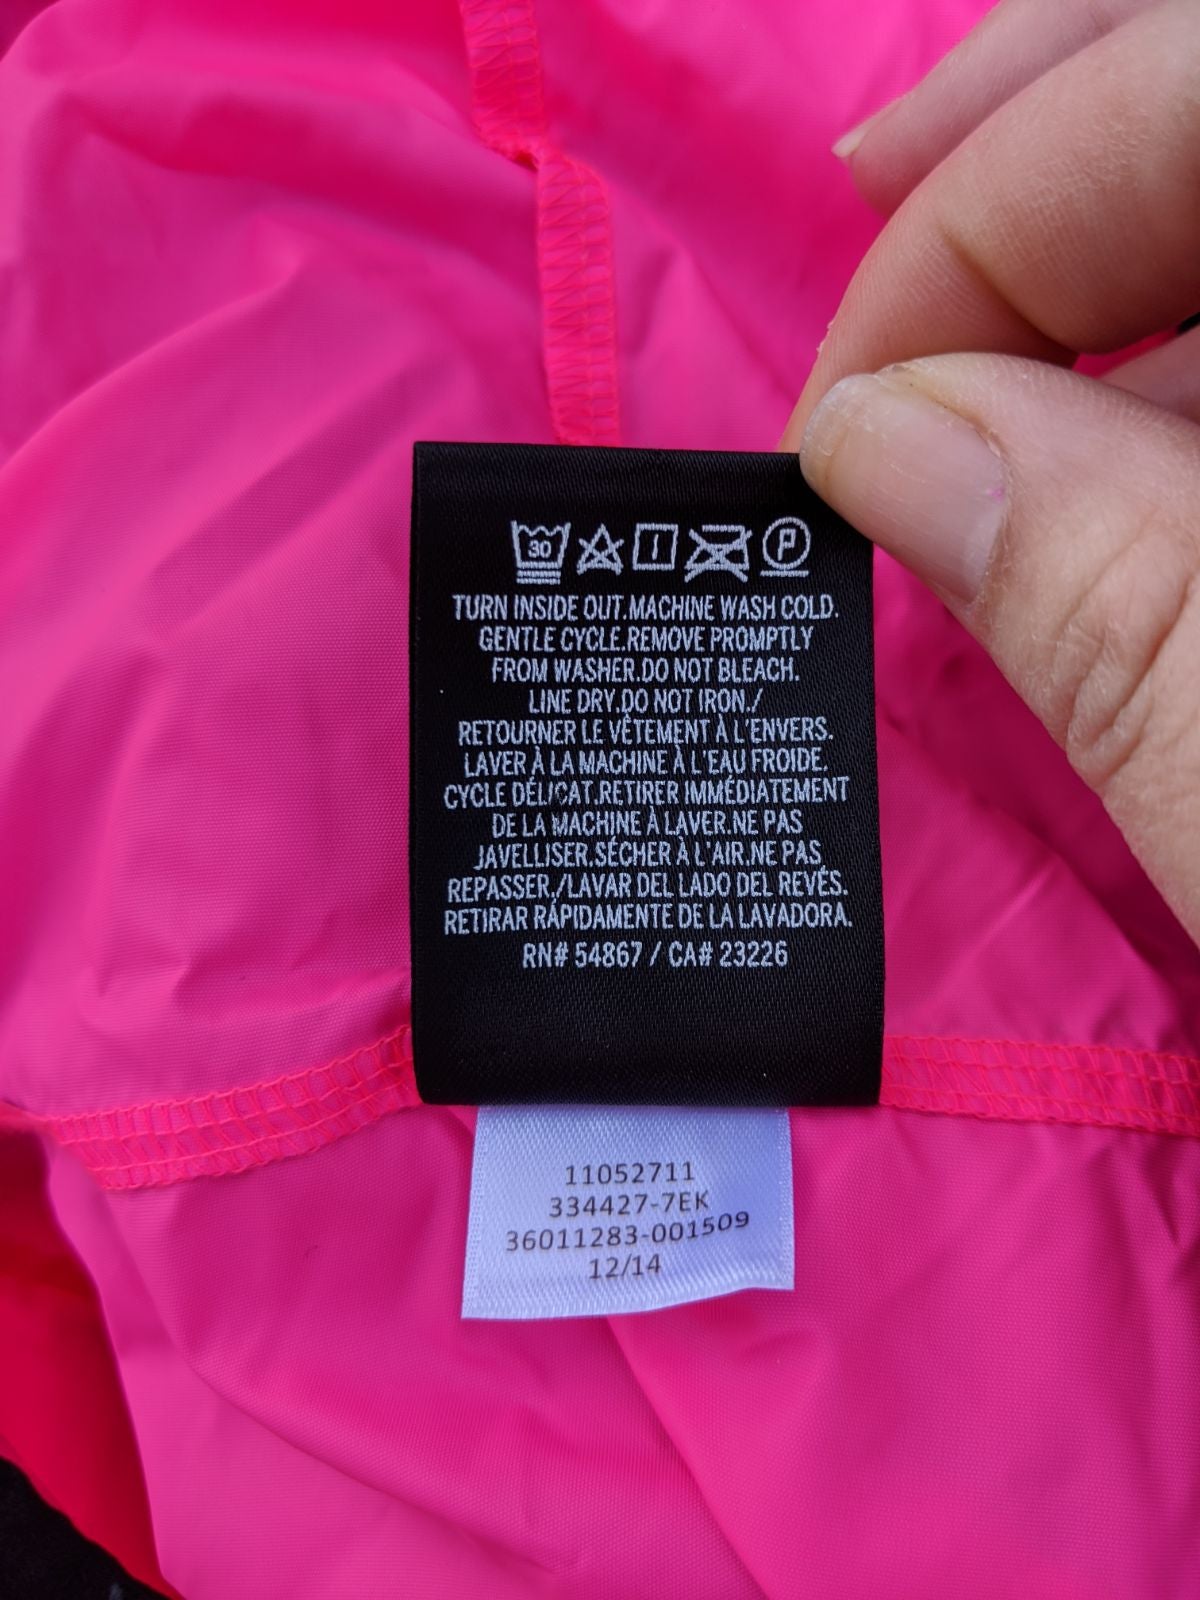 30 P
TURN INSIDE OUT.MACHINE WASH COLD.
GENTLE CYCLE.REMOVE PROMPTLY
FROM WASHER.DO NOT BLEACH.
LINE DRY.DO NOT IRON./
RETOURNER LE VÊTEMENT À L'ENVERS.
LAVER À LA MACHINE À L'EAU FROIDE.
CYCLE DÉLICAT.RETIRER IMMÉDIATEMENT
DE LA MACHINE À LAVER.NE PAS
JAVELLISER.SÉCHER À L'AIR.NE PAS
REPASSER./LAVAR DEL LADO DEL REVÉS.
RETIRAR RÁPIDAMENTE DE LA LAVADORA.
RN# 54867 / CA# 23226
11052711
334427-7EK
36011283-001509
12/14